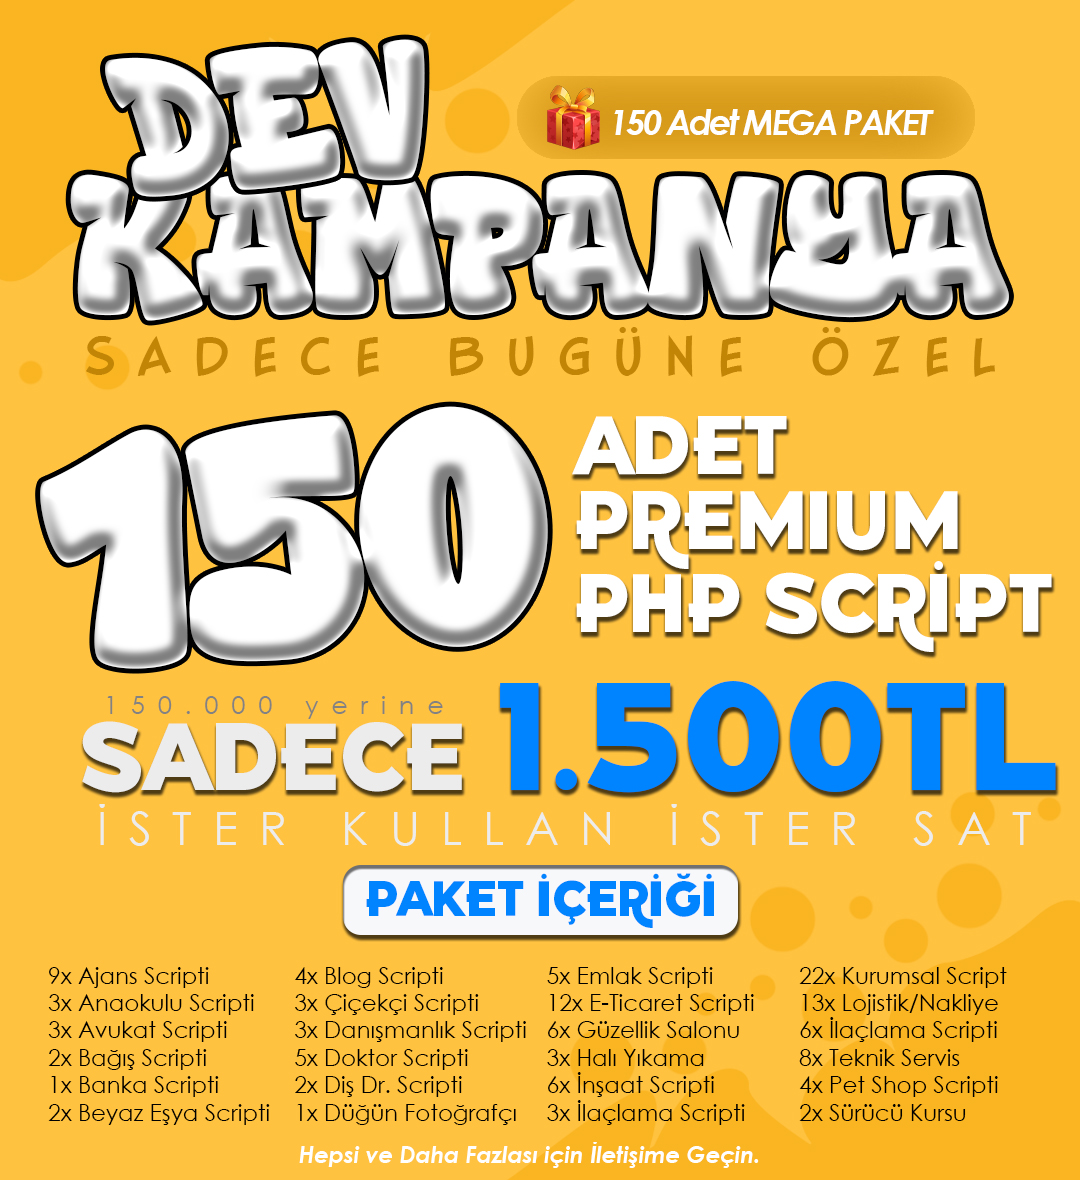 DEV
150 Adet MEGA PAKET
KAMPANYA
SADECE BUGÜNE ÖZEL
150
ADET
PREMIUM
PHP SCRİPT
150.000 yerine
SADECE 1.500TL
İSTER KULLAN İSTER SAT
PAKET İÇERİĞİ
9x Ajans Scripti
3x Anaokulu Scripti
3x Avukat Scripti
2x Bağış Scripti
1x Banka Scripti
2x Beyaz Eşya Scripti
4x Blog Scripti
3x Çiçekçi Scripti
3x Danışmanlık Scripti
5x Doktor Scripti
2x Diş Dr. Scripti
1x Düğün Fotoğrafçı
5x Emlak Scripti
12x E-Ticaret Scripti
6x Güzellik Salonu
3x Halı Yıkama
6x İnşaat Scripti
3x İlaçlama Scripti
22x Kurumsal Script
13x Lojistik/Nakliye
6x İlaçlama Scripti
8x Teknik Servis
4x Pet Shop Scripti
2x Sürücü Kursu
Hepsi ve Daha Fazlası için İletişime Geçin.